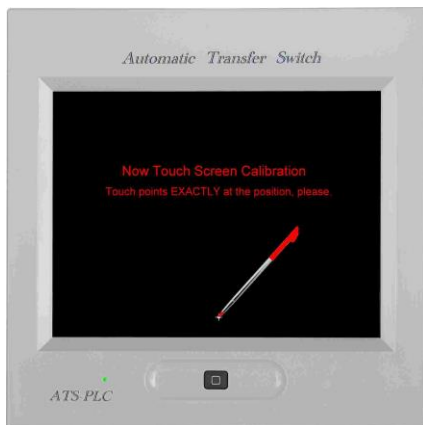 Automatic Transfer Switch
Now Touch Screen Calibration
Touch points EXACTLY at the position, please.
ATS-PLC